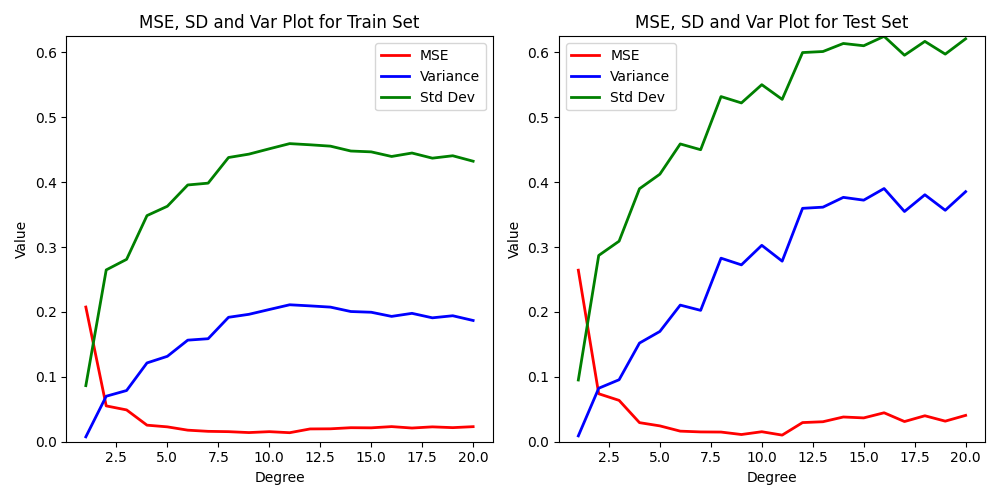 MSE, SD and Var Plot for Train Set
MSE
Variance
Std Dev
0.6
0.5
0.4
0.3
0.2
0.1
0.0
Value
2.5 5.0 7.5 10.0 12.5 15.0 17.5 20.0
Degree
MSE, SD and Var Plot for Test Set
MSE
Variance
Std Dev
0.6
0.5
0.4
0.3
0.2
0.1
0.0
Value
2.5 5.0 7.5 10.0 12.5 15.0 17.5 20.0
Degree